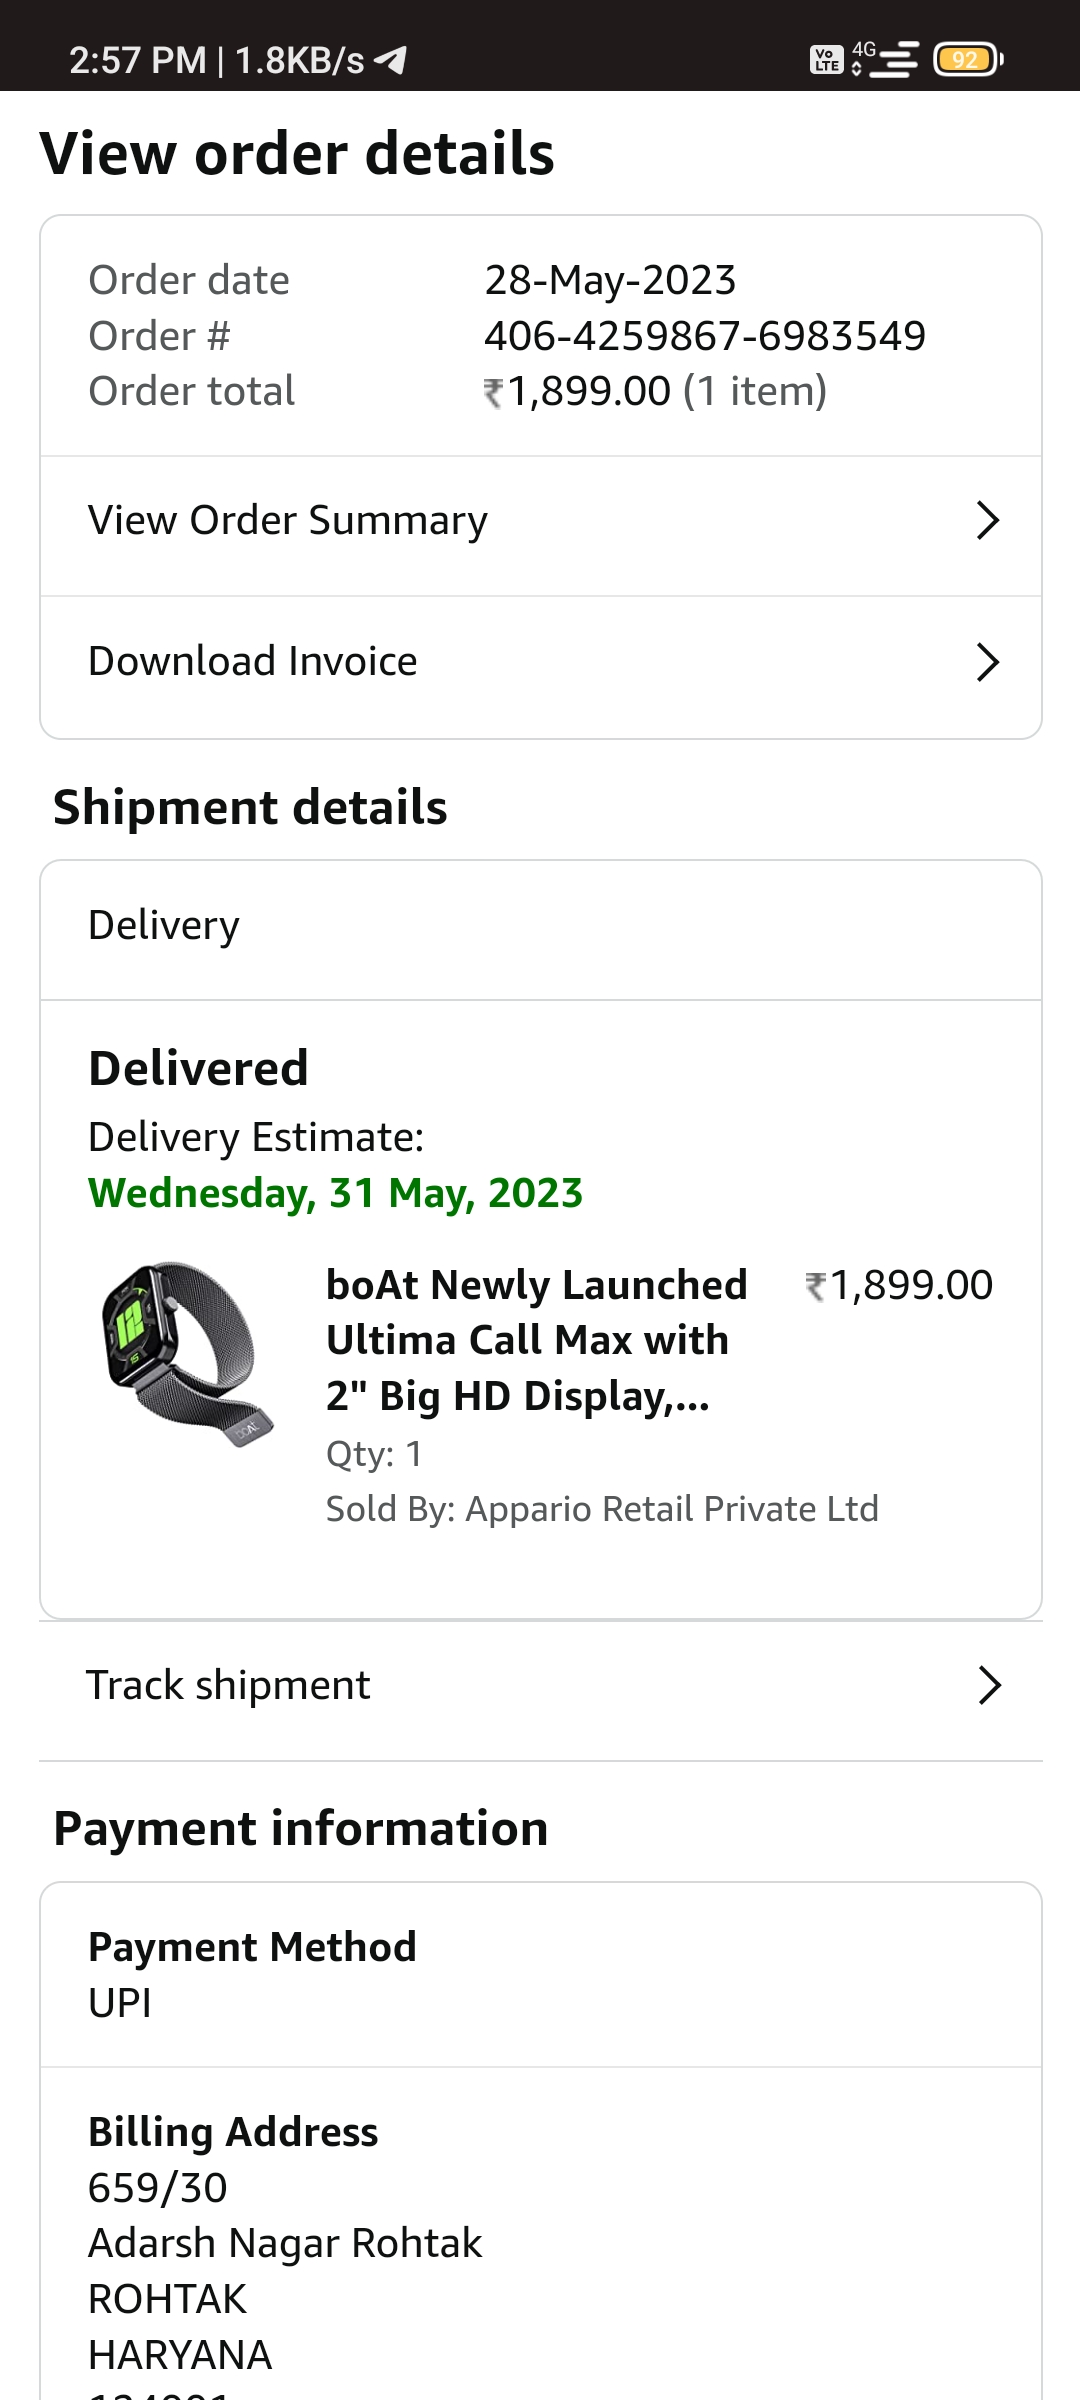 2:57 PM | 1.8KB/s
Vo LTE 4G 92
View order details
Order date 28-May-2023
Order # 406-4259867-6983549
Order total ₹1,899.00 (1 item)
View Order Summary
Download Invoice
Shipment details
Delivery
Delivered
Delivery Estimate:
Wednesday, 31 May, 2023
boAt Newly Launched ₹1,899.00
Ultima Call Max with
2" Big HD Display,...
Qty: 1
Sold By: Appario Retail Private Ltd
Track shipment
Payment information
Payment Method
UPI
Billing Address
659/30
Adarsh Nagar Rohtak
ROHTAK
HARYANA